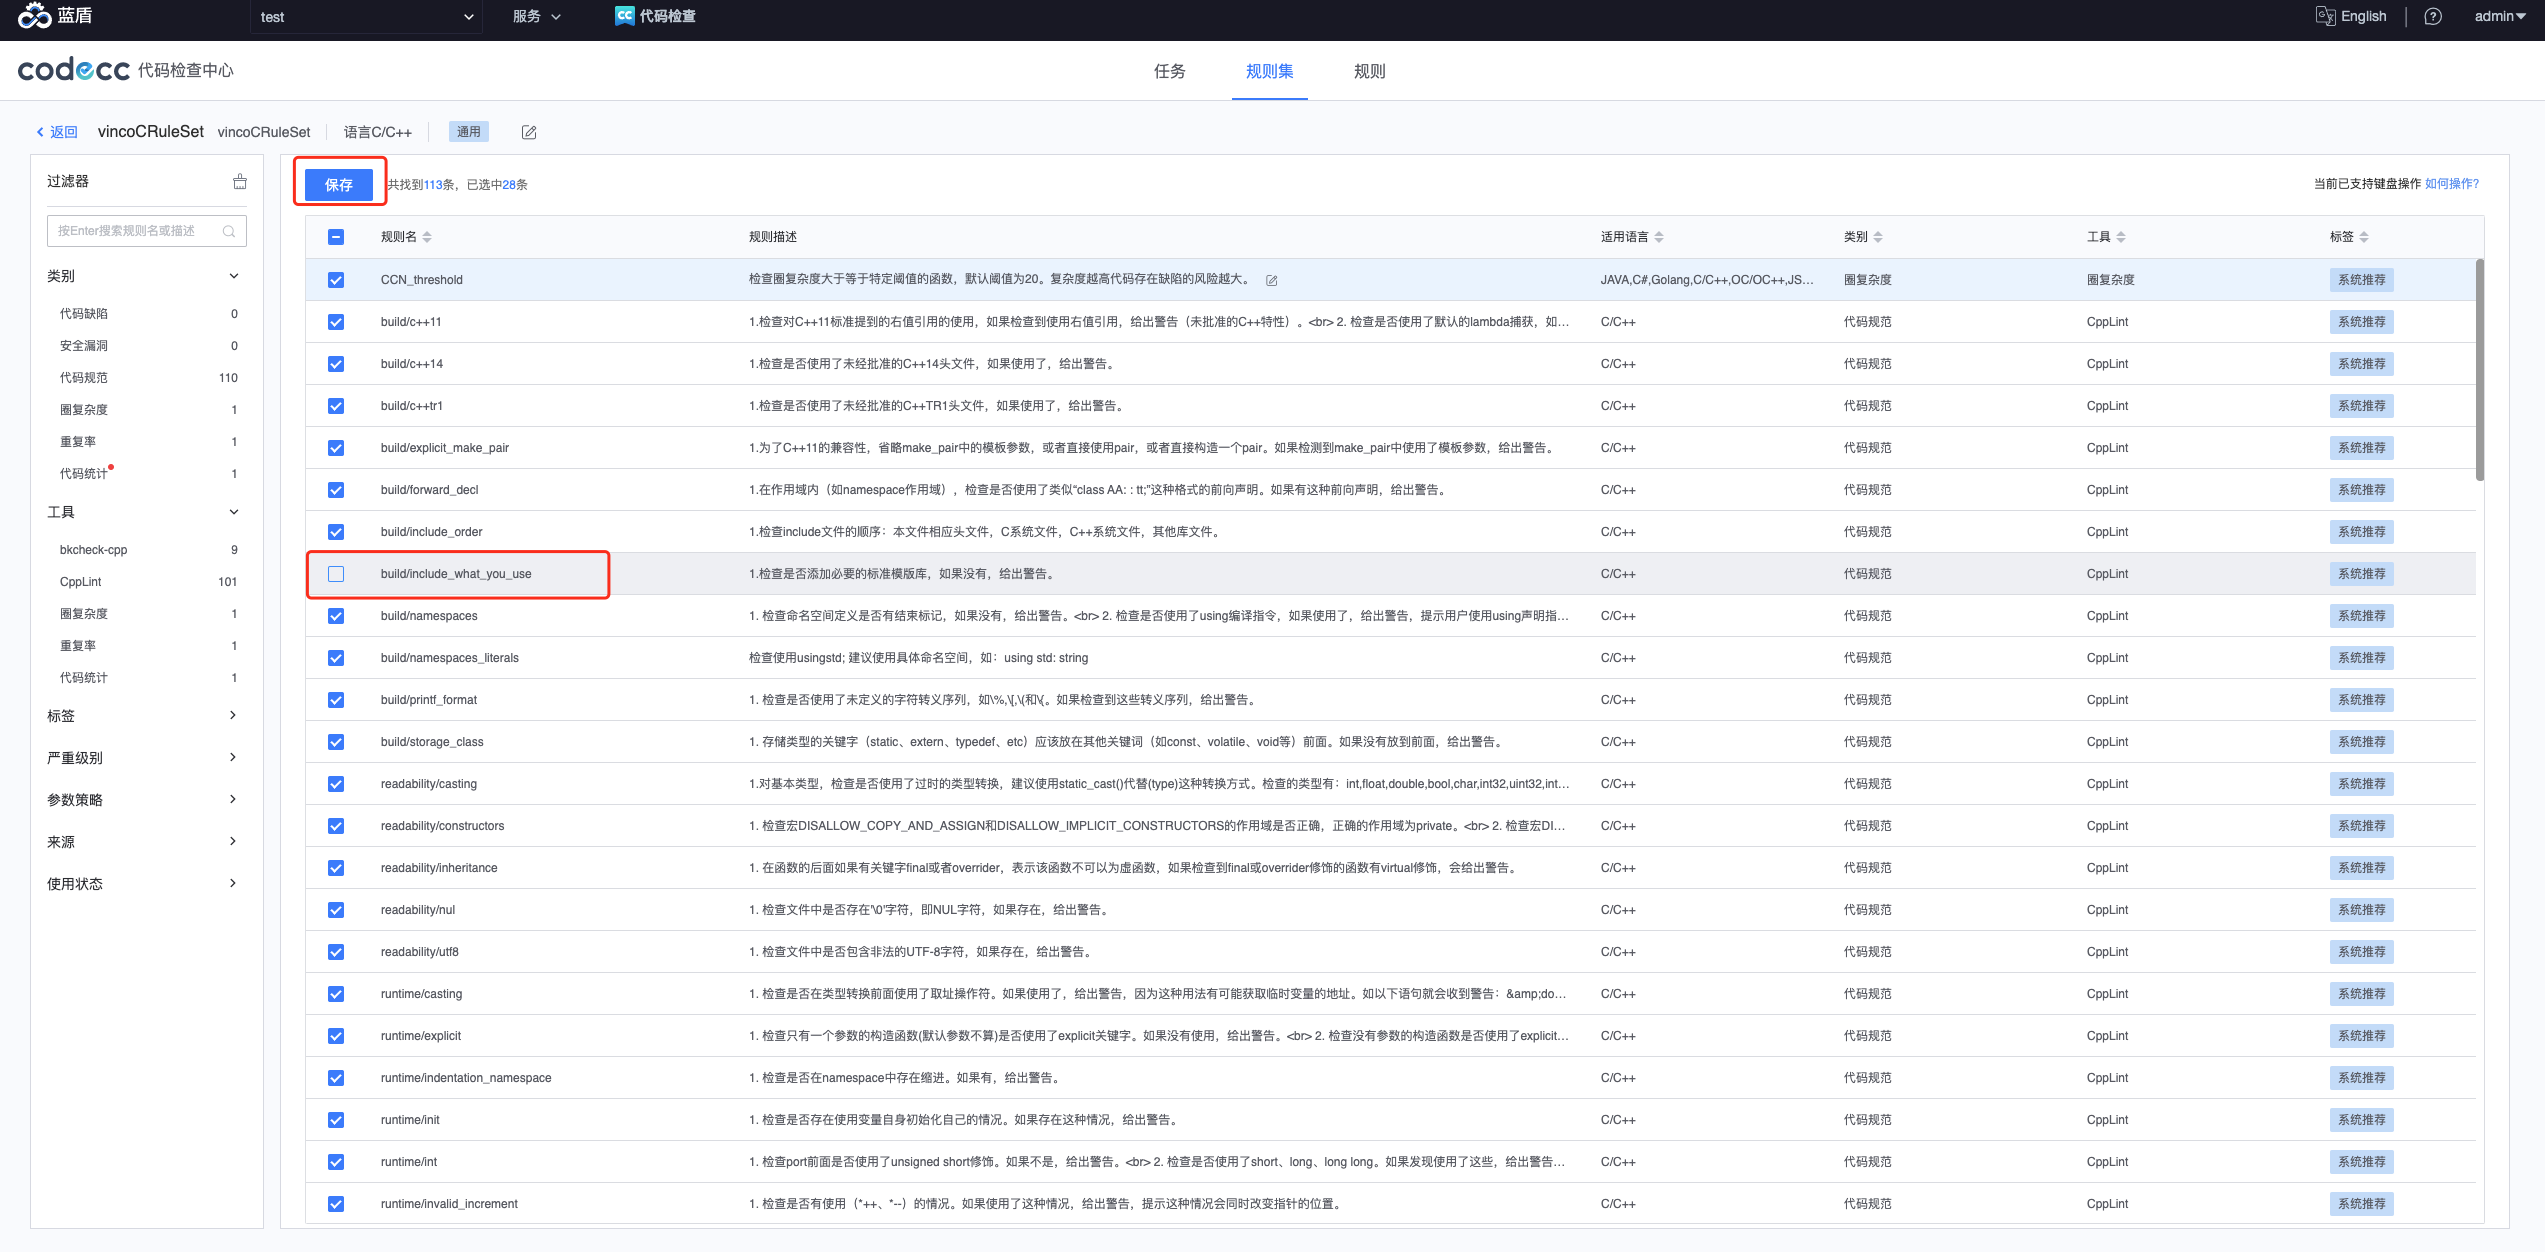 蓝盾 test 服务 CC 代码检查 English admin
codecc 代码检查中心 任务 规则集 规则
返回 vincoCRuleSet vincoCRuleSet 语言C/C++ 通用
过滤器
按Enter搜索规则名或描述
类别
代码缺陷 0
安全漏洞 0
代码规范 110
圈复杂度 1
重复率 1
代码统计 1
工具
bkcheck-cpp 9
CppLint 101
圈复杂度 1
重复率 1
代码统计 1
标签
严重级别
参数策略
来源
使用状态
保存 共找到113条，已选中28条 当前已支持键盘操作 如何操作?
规则名 规则描述 适用语言 类别 工具 标签
CCN_threshold 检查圈复杂度大于等于特定阈值的函数，默认阈值为20。复杂度越高代码存在缺陷的风险越大。 JAVA,C#,Golang,C/C++,OC/OC++,JS... 圈复杂度 圈复杂度 系统推荐
build/c++11 1.检查对C++11标准提到的右值引用的使用，如果检查到使用右值引用，给出警告（未批准的C++特性）。<br> 2. 检查是否使用了默认的lambda捕获，如... C/C++ 代码规范 CppLint 系统推荐
build/c++14 1.检查是否使用了未经批准的C++14头文件，如果使用了，给出警告。 C/C++ 代码规范 CppLint 系统推荐
build/c++tr1 1.检查是否使用了未经批准的C++TR1头文件，如果使用了，给出警告。 C/C++ 代码规范 CppLint 系统推荐
build/explicit_make_pair 1.为了C++11的兼容性，省略make_pair中的模板参数，或者直接使用pair，或者直接构造一个pair。如果检测到make_pair中使用了模板参数，给出警告。 C/C++ 代码规范 CppLint 系统推荐
build/forward_decl 1.在作用域内（如namespace作用域），检查是否使用了类似“class AA: : tt;”这种格式的前向声明。如果有这种前向声明，给出警告。 C/C++ 代码规范 CppLint 系统推荐
build/include_order 1.检查include文件的顺序：本文件相应头文件，C系统文件，C++系统文件，其他库文件。 C/C++ 代码规范 CppLint 系统推荐
build/include_what_you_use 1.检查是否添加必要的标准模版库，如果没有，给出警告。 C/C++ 代码规范 CppLint 系统推荐
build/namespaces 1. 检查命名空间定义是否有结束标记，如果没有，给出警告。<br> 2. 检查是否使用了using编译指令，如果使用了，给出警告，提示用户使用using声明指... C/C++ 代码规范 CppLint 系统推荐
build/namespaces_literals 检查使用usingstd; 建议使用具体命名空间，如：using std: string C/C++ 代码规范 CppLint 系统推荐
build/printf_format 1. 检查是否使用了未定义的字符转义序列，如\%,\[,\(和\{。如果检查到这些转义序列，给出警告。 C/C++ 代码规范 CppLint 系统推荐
build/storage_class 1. 存储类型的关键字（static、extern、typedef、etc）应该放在其他关键词（如const、volatile、void等）前面。如果没有放到前面，给出警告。 C/C++ 代码规范 CppLint 系统推荐
readability/casting 1.对基本类型，检查是否使用了过时的类型转换，建议使用static_cast()代替(type)这种转换方式。检查的类型有：int,float,double,bool,char,int32,uint32,int... C/C++ 代码规范 CppLint 系统推荐
readability/constructors 1. 检查宏DISALLOW_COPY_AND_ASSIGN和DISALLOW_IMPLICIT_CONSTRUCTORS的作用域是否正确，正确的作用域为private。<br> 2. 检查宏DI... C/C++ 代码规范 CppLint 系统推荐
readability/inheritance 1. 在函数的后面如果有关键字final或者overrider，表示该函数不可以为虚函数，如果检查到final或overrider修饰的函数有virtual修饰，会给出警告。 C/C++ 代码规范 CppLint 系统推荐
readability/nul 1. 检查文件中是否存在'\0'字符，即NUL字符，如果存在，给出警告。 C/C++ 代码规范 CppLint 系统推荐
readability/utf8 1. 检查文件中是否包含非法的UTF-8字符，如果存在，给出警告。 C/C++ 代码规范 CppLint 系统推荐
runtime/casting 1. 检查是否在类型转换前面使用了取址操作符。如果使用了，给出警告，因为这种用法有可能获取临时变量的地址。如以下语句就会收到警告：&amp;do... C/C++ 代码规范 CppLint 系统推荐
runtime/explicit 1. 检查只有一个参数的构造函数(默认参数不算)是否使用了explicit关键字。如果没有使用，给出警告。<br> 2. 检查没有参数的构造函数是否使用了explicit... C/C++ 代码规范 CppLint 系统推荐
runtime/indentation_namespace 1. 检查是否在namespace中存在缩进。如果有，给出警告。 C/C++ 代码规范 CppLint 系统推荐
runtime/init 1. 检查是否存在使用变量自身初始化自己的情况。如果存在这种情况，给出警告。 C/C++ 代码规范 CppLint 系统推荐
runtime/int 1. 检查port前面是否使用了unsigned short修饰。如果不是，给出警告。<br> 2. 检查是否使用了short、long、long long。如果发现使用了这些，给出警告... C/C++ 代码规范 CppLint 系统推荐
runtime/invalid_increment 1. 检查是否有使用（*++、*--）的情况。如果使用了这种情况，给出警告，提示这种情况会同时改变指针的位置。 C/C++ 代码规范 CppLint 系统推荐